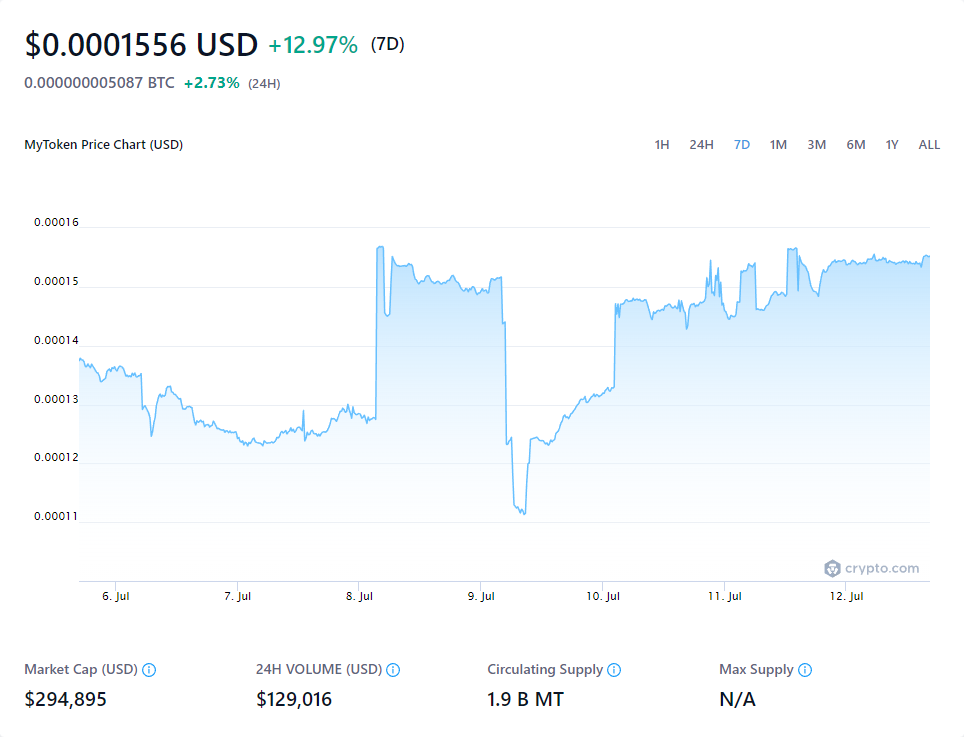 $0.0001556 USD +12.97% (7D)
0.000000005087 BTC +2.73% (24H)
MyToken Price Chart (USD)
1H 24H 7D 1M 3M 6M 1Y ALL
0.00016
0.00015
0.00014
0.00013
0.00012
0.00011
crypto.com
6. Jul 7. Jul 8. Jul 9. Jul 10. Jul 11. Jul 12. Jul
Market Cap (USD) 24H VOLUME (USD) Circulating Supply Max Supply
$294,895 $129,016 1.9 B MT N/A